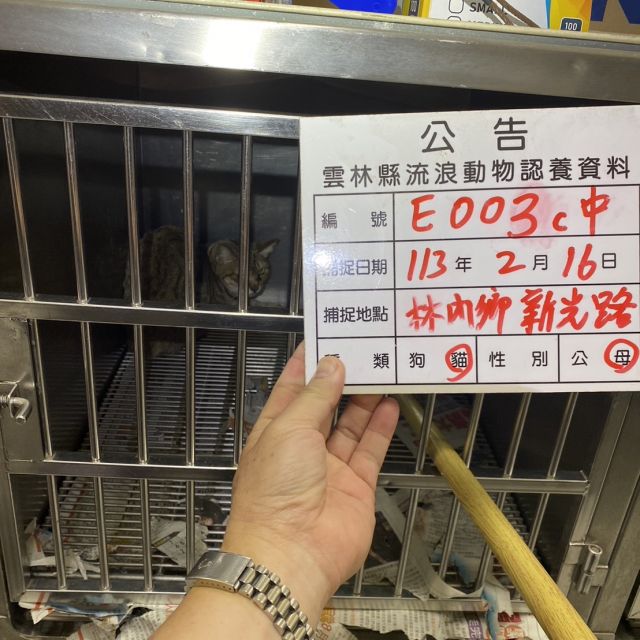 公告
雲林縣流浪動物認養資料
編號 E003c中
捕捉日期 113年2月16日
捕捉地點 林內鄉新光路
種類 狗 貓 性別 公 母
SMA
100